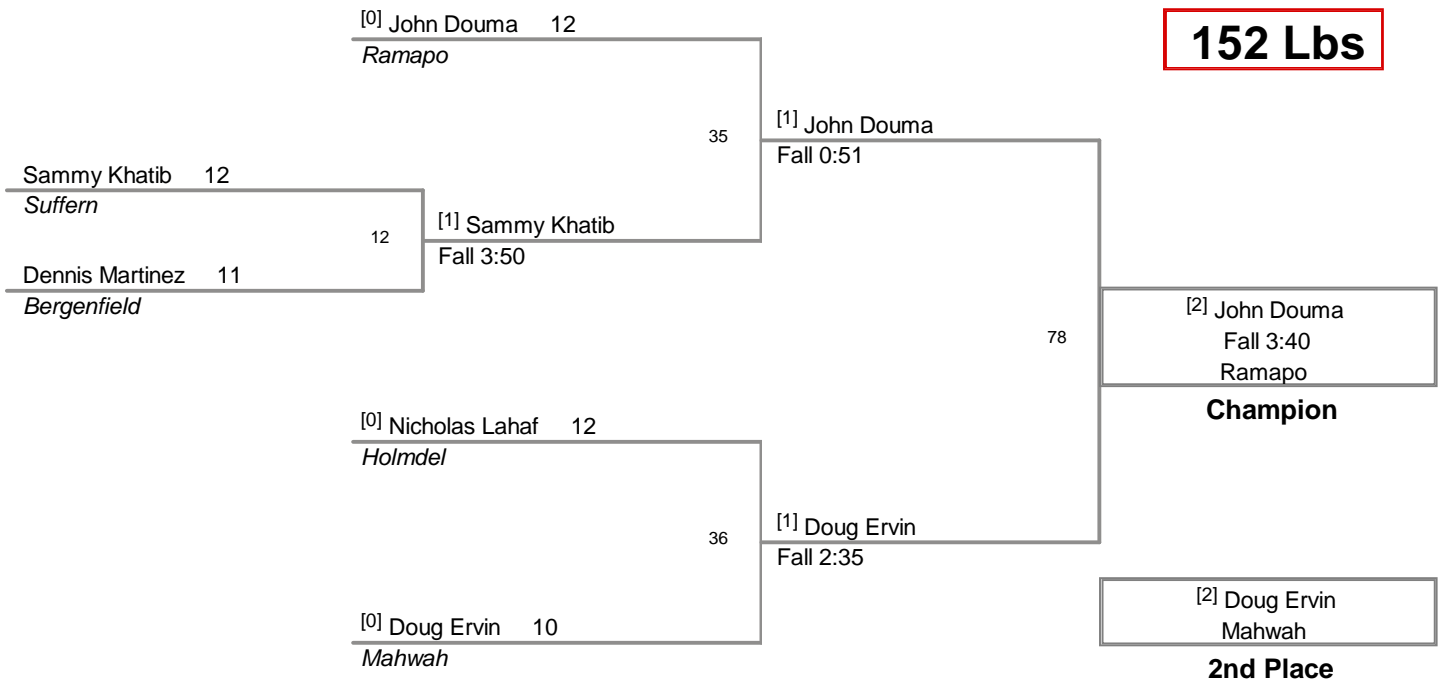 [0] John Douma 12
Ramapo
152 Lbs
35
[1] John Douma
Fall 0:51
Sammy Khatib 12
Suffern
12
[1] Sammy Khatib
Fall 3:50
Dennis Martinez 11
Bergenfield
78
[2] John Douma
Fall 3:40
Ramapo
Champion
[0] Nicholas Lahaf 12
Holmdel
36
[1] Doug Ervin
Fall 2:35
[0] Doug Ervin 10
Mahwah
[2] Doug Ervin
Mahwah
2nd Place